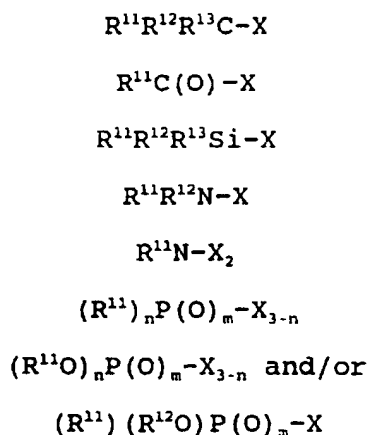 R¹¹R¹²R¹³C-X
R¹¹C(O)-X
R¹¹R¹²R¹³Si-X
R¹¹R¹²N-X
R¹¹N-X₂
(R¹¹)ₙP(O)ₘ-X₃₋ₙ
(R¹¹O)ₙP(O)ₘ-X₃₋ₙ and/or
(R¹¹)(R¹²O)P(O)ₘ-X